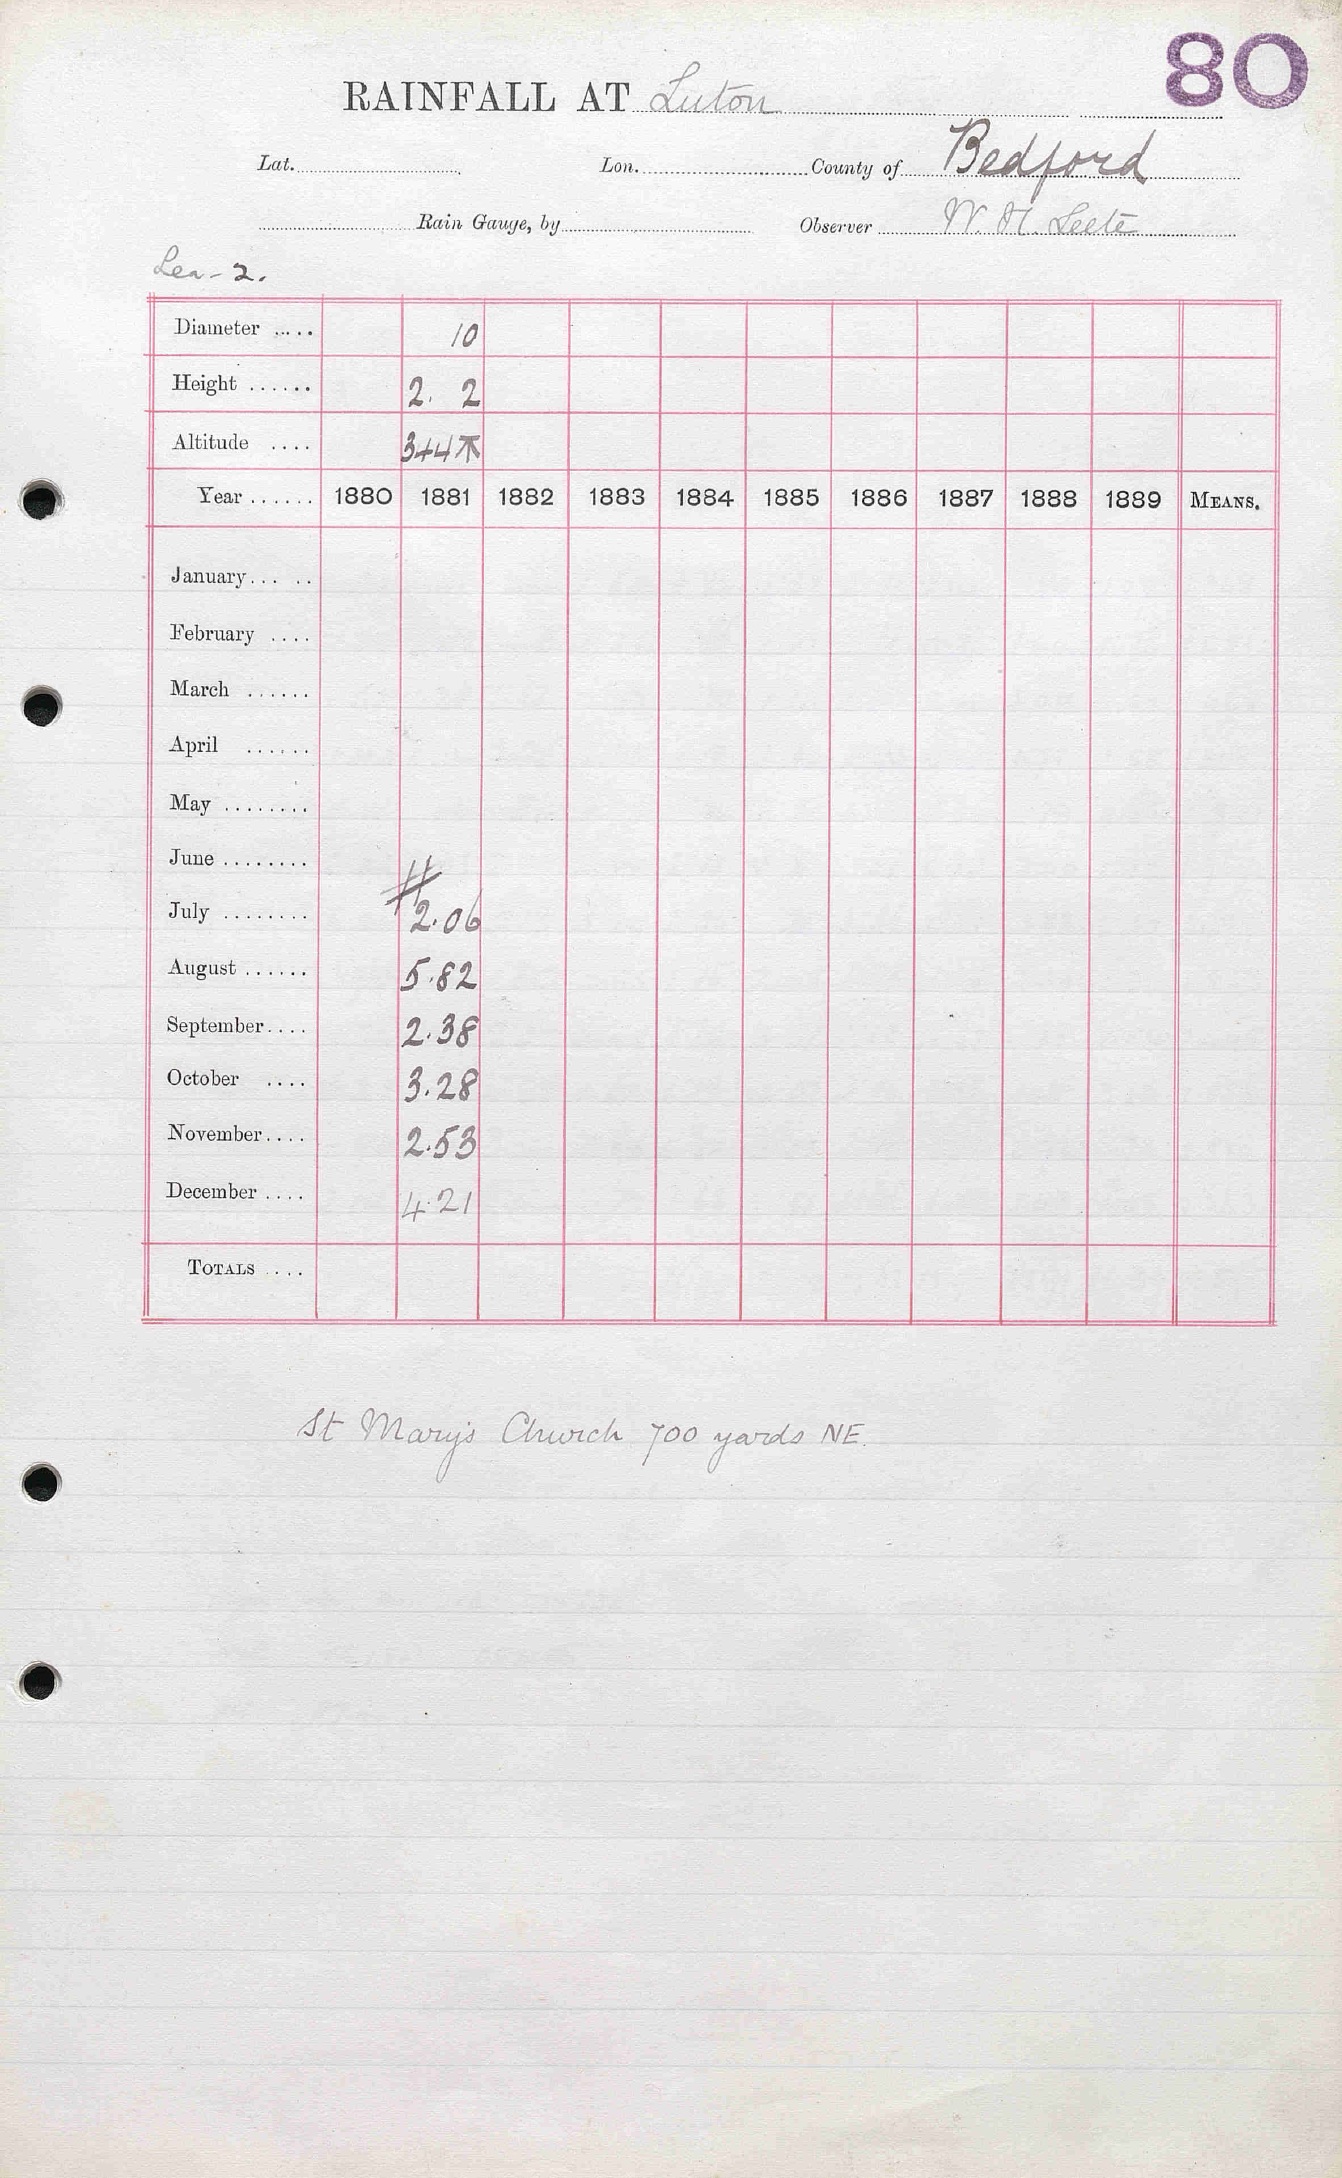 80
RAINFALL AT Luton
Lat. Lon. County of Bedford
Rain Gauge, by Observer W. H. Leete
Lea - 2.
Diameter ..... 10
Height ...... 2. 2
Altitude .... 344
Year ...... 1880 1881 1882 1883 1884 1885 1886 1887 1888 1889 MEANS.
January... ..
February ....
March ......
April ......
May ........
June ........
#
July ........ 2.06
August ...... 5.82
September.... 2.38
October .... 3.28
November.... 2.53
December .... 4.21
TOTALS ....
St Mary's Church 700 yards NE.